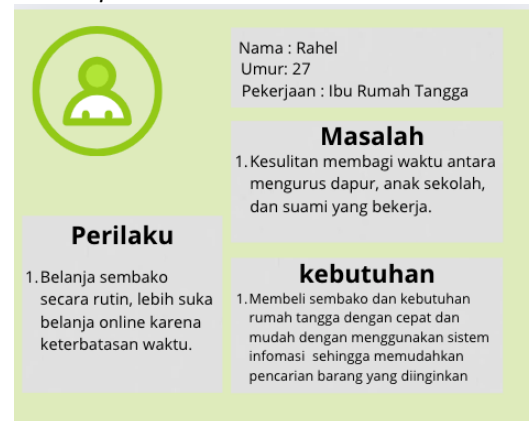 Nama : Rahel
Umur: 27
Pekerjaan : Ibu Rumah Tangga
Masalah
1. Kesulitan membagi waktu antara
mengurus dapur, anak sekolah,
dan suami yang bekerja.
Perilaku
1. Belanja sembako
secara rutin, lebih suka
belanja online karena
keterbatasan waktu.
kebutuhan
1. Membeli sembako dan kebutuhan
rumah tangga dengan cepat dan
mudah dengan menggunakan sistem
infomasi sehingga memudahkan
pencarian barang yang diinginkan